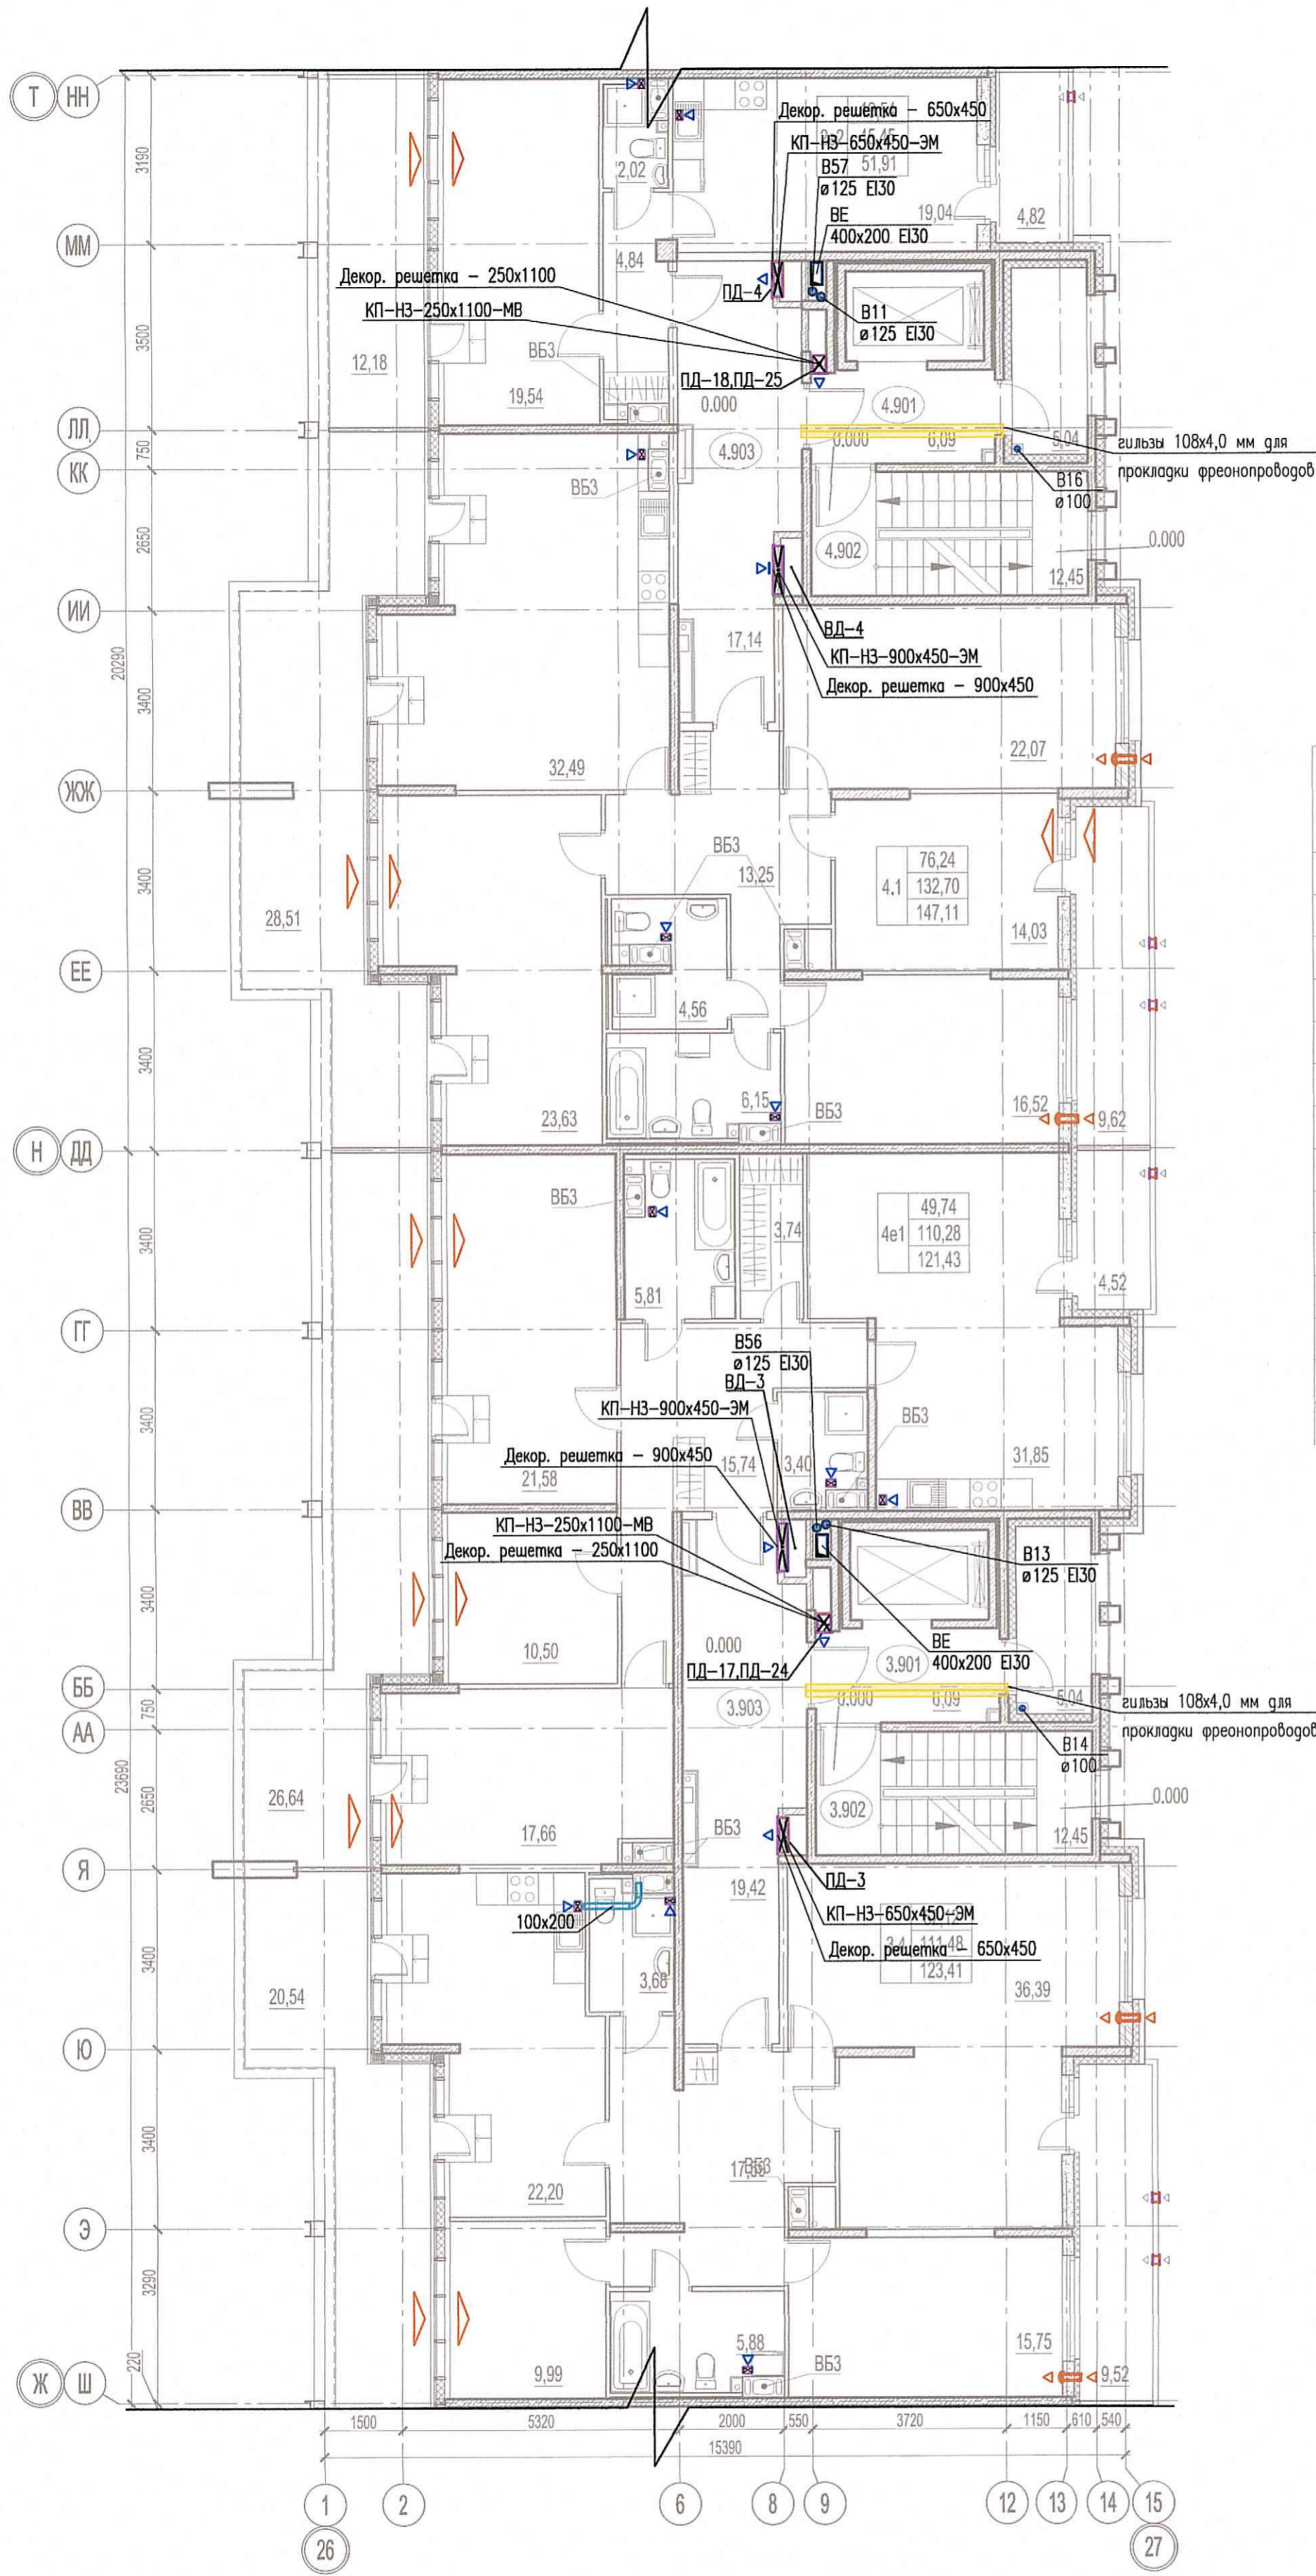 Т НН
3190
ММ
3500
ЛЛ
750
КК
2650
ИИ
20290
3400
ЖЖ
3400
ЕЕ
3400
Н ДД
3400
ГГ
3400
ВВ
3400
ББ
750
АА
23690
2650
Я
3400
Ю
3400
Э
3290
220
Ж Ш
Декор. решетка – 650х450
КП-НЗ-650х450-ЭМ
51,91
В57
ø125 EI30
ВЕ
400х200 EI30
2,02
19,04
4,82
4,84
Декор. решетка – 250х1100
КП-НЗ-250х1100-МВ
ПД-4
В11
ø125 EI30
12,18
ВБ3
19,54
ПД-18,ПД-25
0.000
4.901
4.903
0.000
6,09
5,04
гильзы 108х4,0 мм для
прокладки фреонопроводов
В16
ø100
ВБ3
4.902
0.000
12,45
17,14
ВД-4
КП-НЗ-900х450-ЭМ
Декор. решетка – 900х450
32,49
22,07
ВБ3
13,25
4.1
76,24
132,70
147,11
14,03
28,51
4,56
6,15
ВБ3
23,63
16,52
9,62
ВБ3
3,74
4е1
49,74
110,28
121,43
5,81
4,52
В56
ø125 EI30
ВД-3
КП-НЗ-900х450-ЭМ
Декор. решетка – 900х450
ВБ3
15,74
3,40
21,58
31,85
КП-НЗ-250х1100-МВ
Декор. решетка – 250х1100
В13
ø125 EI30
10,50
0.000
ПД-17,ПД-24
3.901
ВЕ
400х200 EI30
3.903
0.000
6,09
5,04
гильзы 108х4,0 мм для
прокладки фреонопроводов
В14
ø100
26,64
17,66
ВБ3
3.902
0.000
12,45
ПД-3
19,42
КП-НЗ-650х450-ЭМ
100х200
3.4
111,48
Декор. решетка – 650х450
123,41
3,68
20,54
36,39
22,20
ВБ3
5,88
ВБ3
9,99
15,75
9,52
1500 5320 2000 550 3720 1150 610 540
15390
1 2 6 8 9 12 13 14 15
26 27